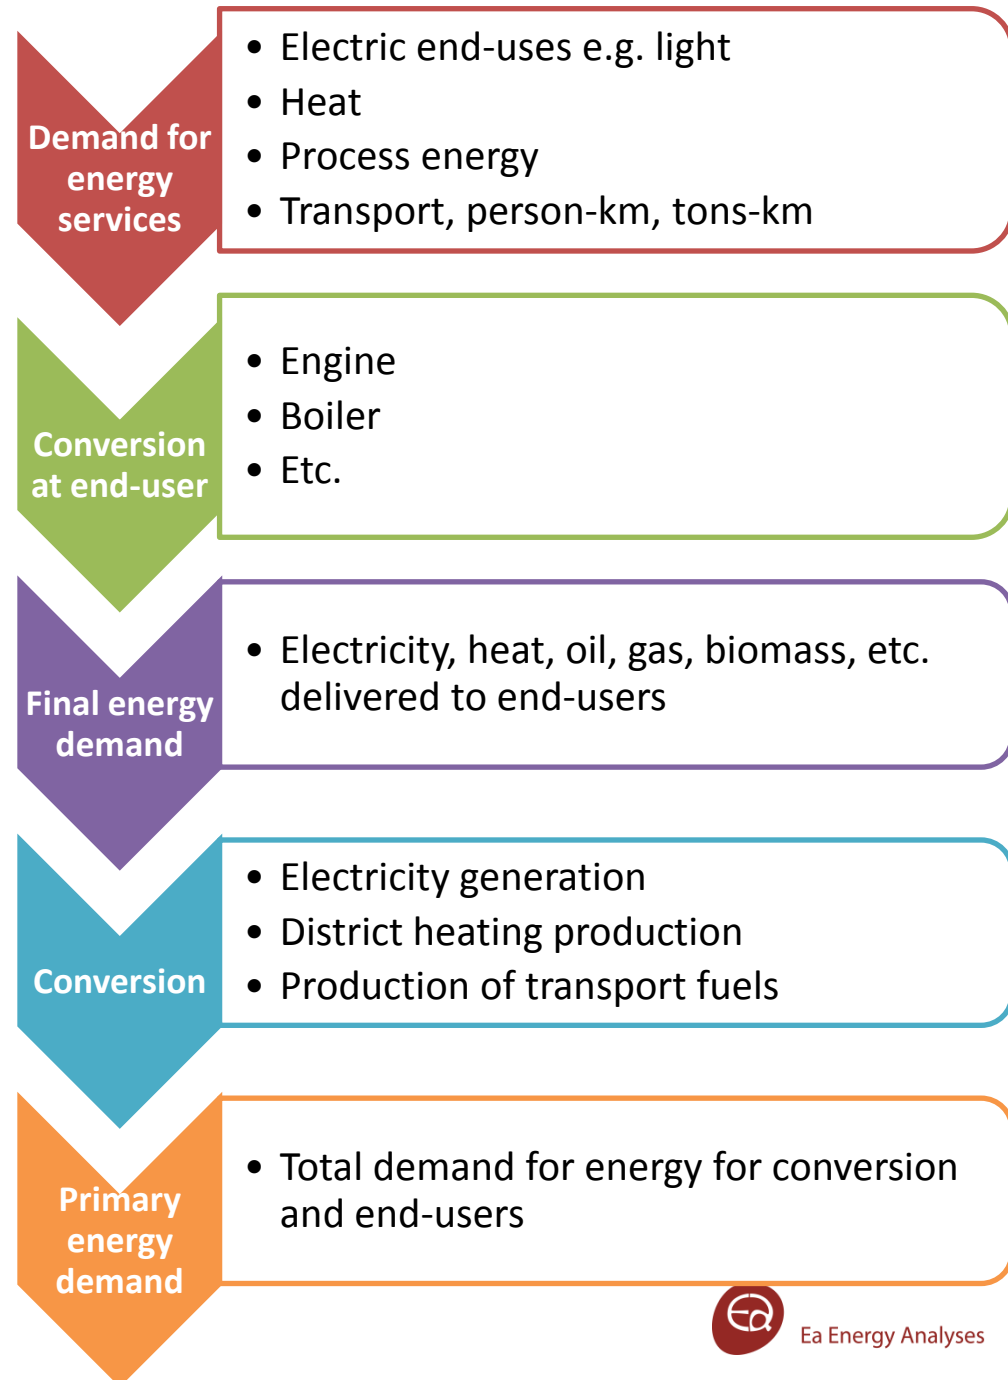 Demand for
energy
services
• Electric end-uses e.g. light
• Heat
• Process energy
• Transport, person-km, tons-km
Conversion
at end-user
• Engine
• Boiler
• Etc.
Final energy
demand
• Electricity, heat, oil, gas, biomass, etc.
delivered to end-users
Conversion
• Electricity generation
• District heating production
• Production of transport fuels
Primary
energy
demand
• Total demand for energy for conversion
and end-users
Ea Ea Energy Analyses